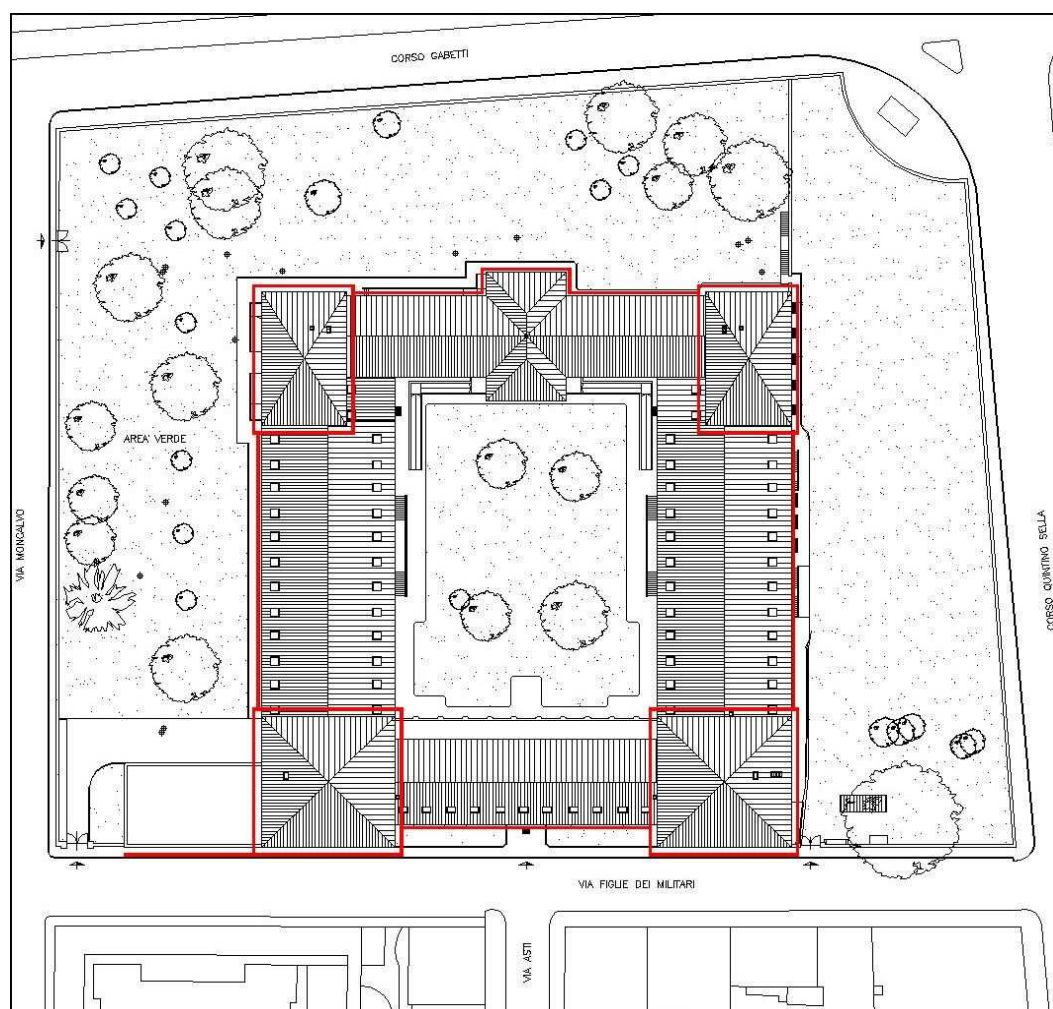 CORSO GABETTI
AREA' VERDE
VIA MONCALVO
CORSO QUINTINO SELLA
VIA FIGLIE DEI MILITARI
VIA ASTI